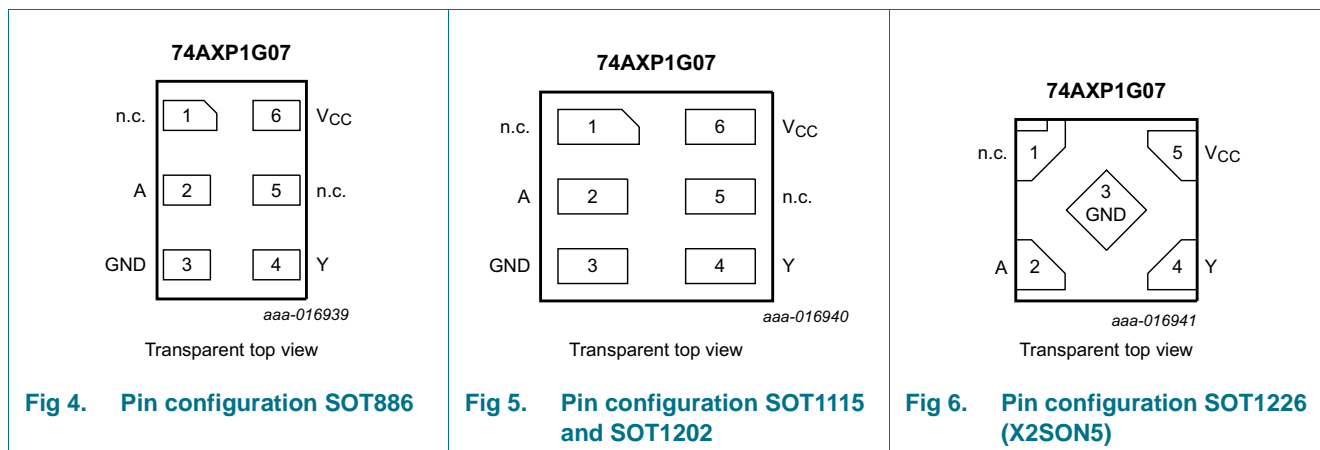 74AXP1G07
n.c. 1 6 VCC
A 2 5 n.c.
GND 3 4 Y
aaa-016939
Transparent top view
Fig 4. Pin configuration SOT886
74AXP1G07
n.c. 1 6 VCC
A 2 5 n.c.
GND 3 4 Y
aaa-016940
Transparent top view
Fig 5. Pin configuration SOT1115
and SOT1202
74AXP1G07
n.c. 1 5 VCC
3
GND
A 2 4 Y
aaa-016941
Transparent top view
Fig 6. Pin configuration SOT1226
(X2SON5)